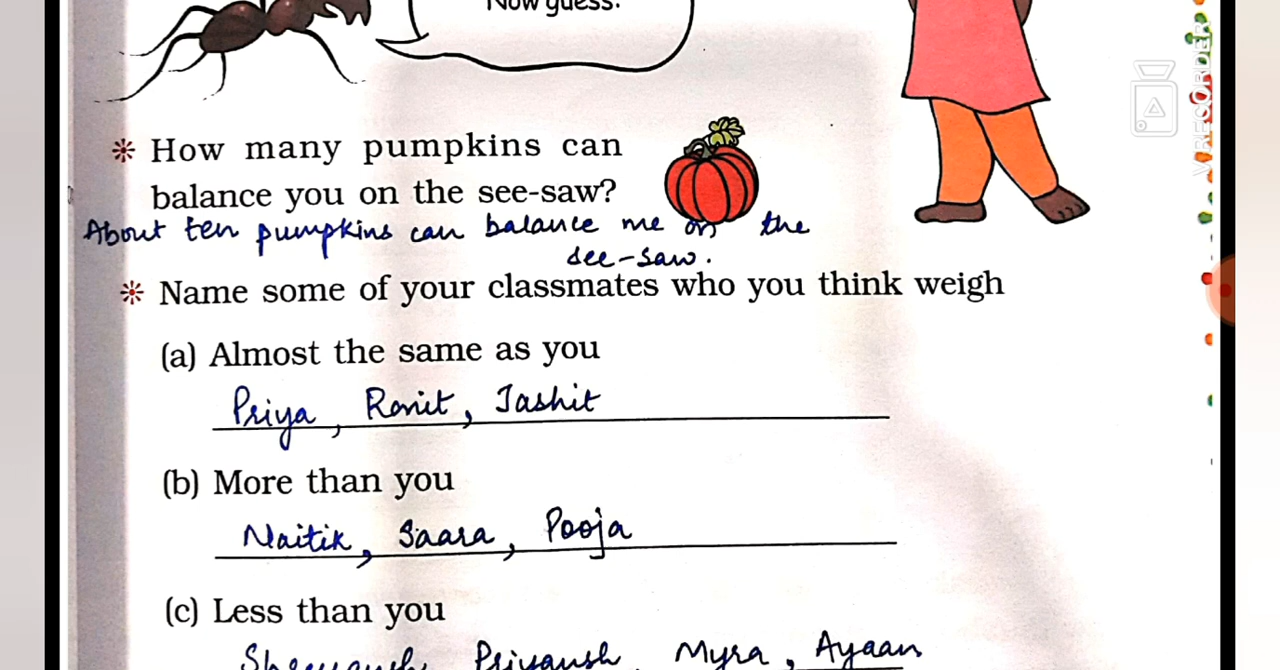 Now guess.
How many pumpkins can
balance you on the see-saw?
About ten pumpkins can balance me on the
see-saw.
Name some of your classmates who you think weigh
(a) Almost the same as you
Priya, Ronit, Jashit
(b) More than you
Naitik, Saara, Pooja
(c) Less than you
Priyansh, Myra, Ayaan
VRECORDER